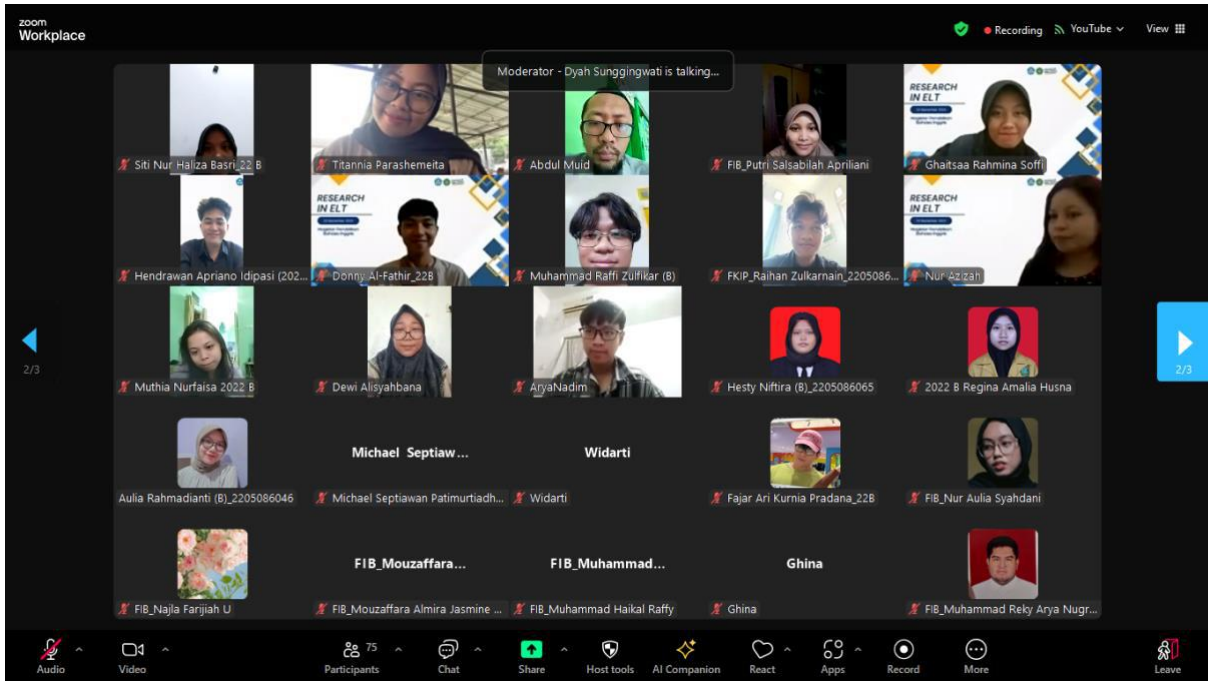 zoom
Workplace
Recording
YouTube
View
Moderator - Dyah Sunggingwati is talking...
Siti Nur Haliza Basri_22 B
Titannia Parashemeita
Abdul Muid
FIB_Putri Salsabilah Apriliani
RESEARCH
IN ELT
Ghaitsaa Rahmina Soffi
Hendrawan Apriano Idipasi (202...
RESEARCH
IN ELT
Donny Al-Fathir_22B
Muhammad Raffi Zulfikar (B)
FKIP_Raihan Zulkarnain_2205086...
RESEARCH
IN ELT
Nur Azizah
Muthia Nurfaisa 2022 B
Dewi Alisyahbana
AryaNadim
Hesty Niftira (B)_2205086065
2022 B Regina Amalia Husna
2/3
2/3
Aulia Rahmadianti (B)_2205086046
Michael Septiaw...
Michael Septiawan Patimurtiadh...
Widarti
Widarti
Fajar Ari Kurnia Pradana_22B
FIB_Nur Aulia Syahdani
FIB_Najla Farijiah U
FIB_Mouzaffara...
FIB_Mouzaffara Almira Jasmine ...
FIB_Muhammad...
FIB_Muhammad Haikal Raffy
Ghina
Ghina
FIB_Muhammad Reky Arya Nugr...
Audio
Video
75
Participants
Chat
Share
Host tools
AI Companion
React
Apps
Record
More
Leave